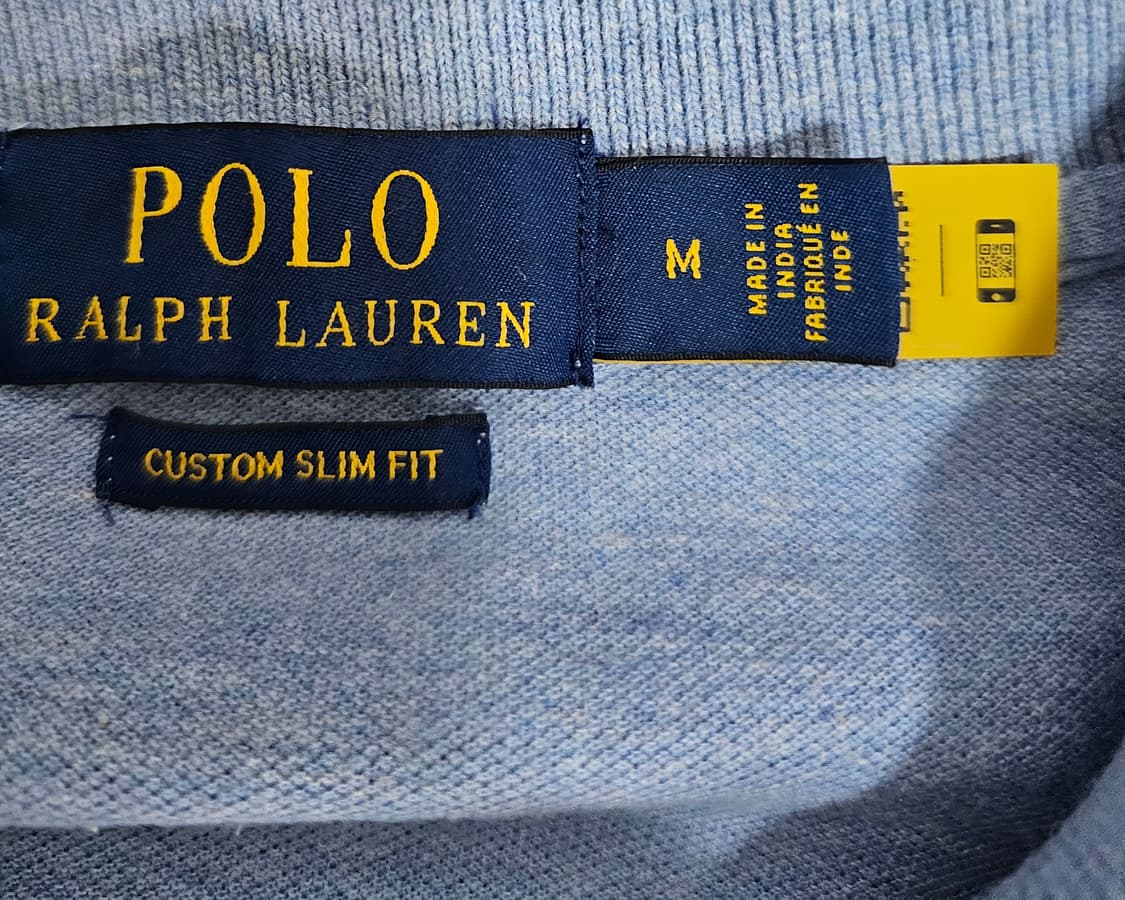 POLO
RALPH LAUREN
M
MADE IN
INDIA
FABRIQUÉ EN
INDE
CUSTOM SLIM FIT